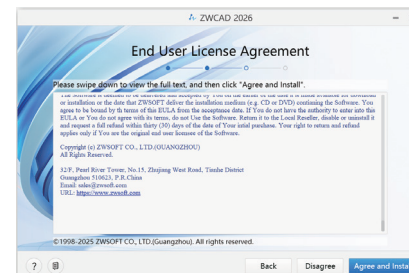 ZWCAD 2026
End User License Agreement
Please swipe down to view the full text, and then click "Agree and Install".
or installation or the date that ZWSOFT deliver the installation medium (e.g. CD or DVD) containing the Software. You
agree to be bound by th terms of this EULA from the acceptance date. If You do not have the authority to enter into this
EULA or You do not agree with its terms, do not Use the Software. Return it to the Local Reseller, disable or uninstall it
and request a full refund within thirty (30) days of the date of Your intial purchase. Your right to return and refund
applies only if You are the original end user licensee of the Software.
Copyright (c) ZWSOFT CO., LTD.(GUANGZHOU)
All Rights Reserved.
32/F, Pearl River Tower, No.15, Zhujiang West Road, Tianhe District
Guangzhou 510623, P.R.China
Email: sales@zwsoft.com
URL: https://www.zwsoft.com
©1998-2025 ZWSOFT CO., LTD.(Guangzhou). All rights reserved.
? Back Disagree Agree and Insta